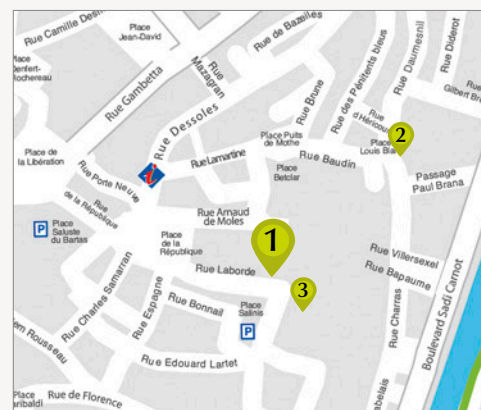 Rue Camille Desm
Place
Jean-David
Rue de Bazeilles
Rue des Pénitents bleus
Rue Daumesnil
Rue Diderot
Place
Denfert-
Rochereau
Rue Gambetta
Rue
Mazagran
Rue
Gilbert Br
Rue Brune
Rue Dessoles
Rue
d'Héricourt
2
Place Puits
de Mothe
Place
Louis Bla
Place de
la Libération
Rue Lamartine
Rue Baudin
i
Place
Betclar
Passage
Paul Brana
Rue Porte Neuve
Rue
de la République
Rue Arnaud
de Moles
P
Place
Saluste
du Bartas
Place
de la
République
1
Rue Villersexel
Rue Laborde
Rue Bapaume
Rue Charles Samarran
Rue Espagne
3
Rue Bonnail
Place
Salinis
P
Rue Charras
Boulevard Sadi Carnot
em Rousseau
Rue Edouard Lartet
Place
aribaldi
Rue de Florence
abelais